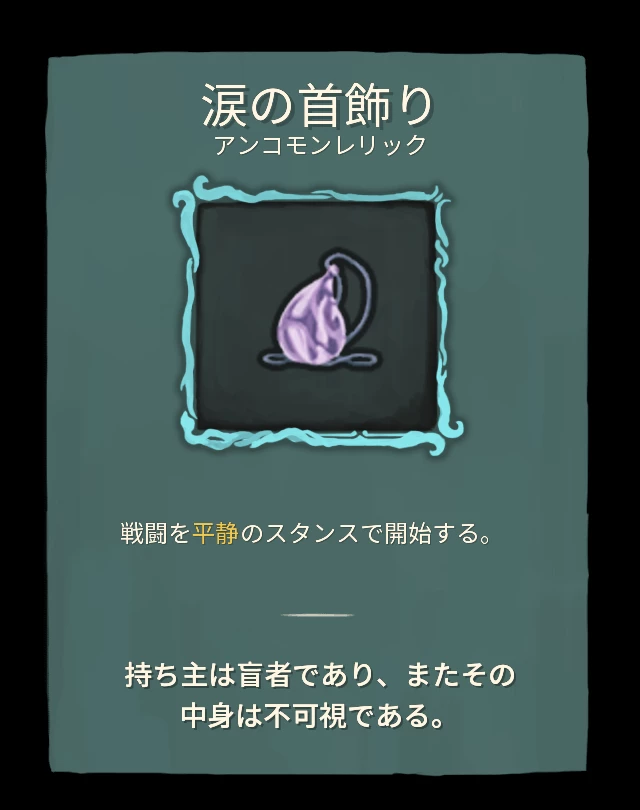 涙の首飾り
アンコモンレリック
戦闘を平静のスタンスで開始する。
持ち主は盲者であり、またその
中身は不可視である。